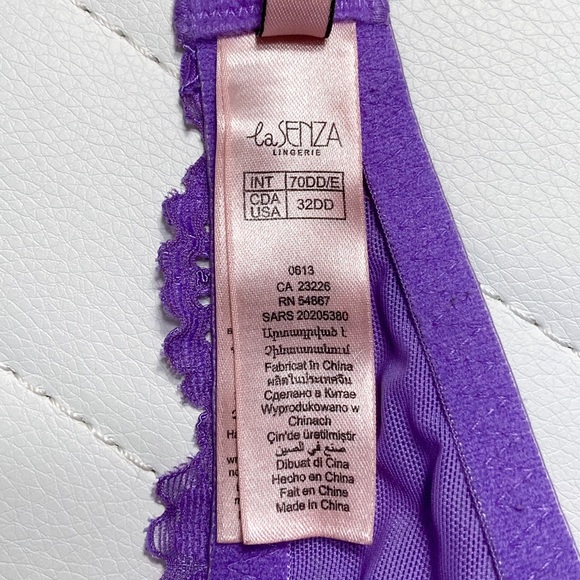 la SENZA
LINGERIE
INT 70DD/E
CDA USA 32DD
0613
CA 23226
RN 54867
SARS 20205380
Արտադրված է
Չինաստանում
Fabricat în China
ผลิตในประเทศจีน
Сделано в Китае
Wyprodukowano w
Chinach
Çin'de üretilmiştir
صنع في الصين
Dibuat di Cina
Hecho en China
Fait en Chine
Made in China